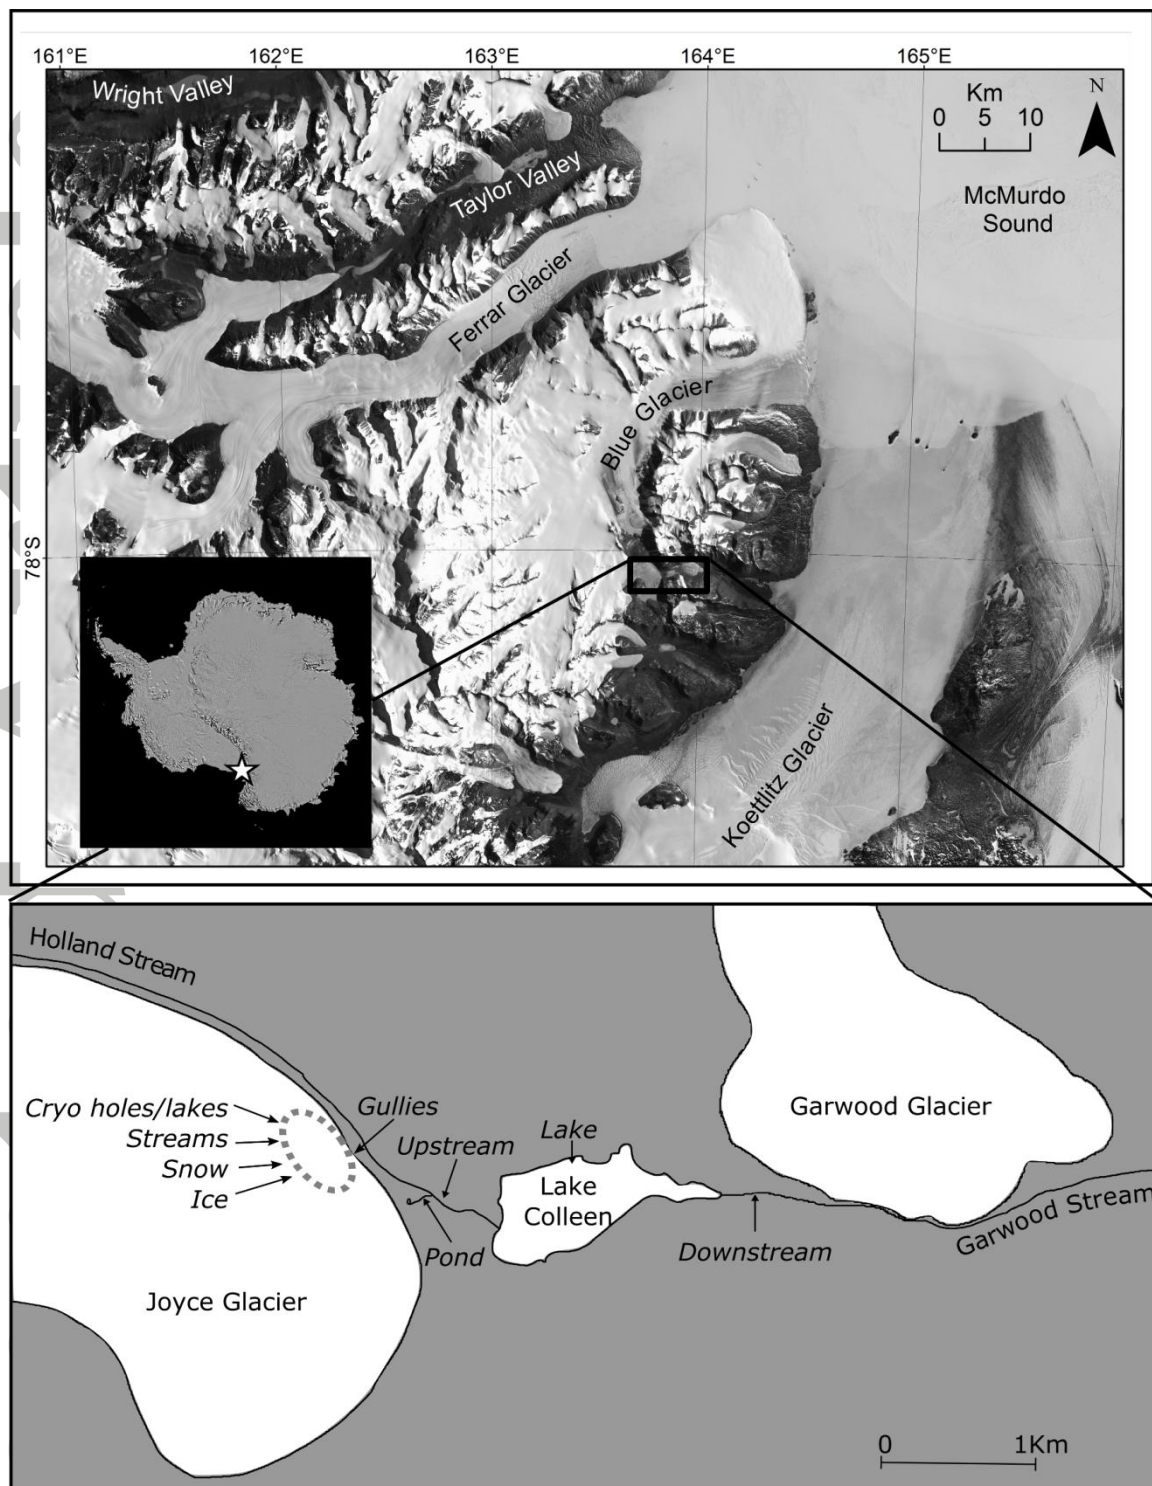 161°E 162°E 163°E 164°E 165°E
Wright Valley
Km
0 5 10
N
Taylor Valley
McMurdo
Sound
Ferrar Glacier
Blue Glacier
78°S
Koettlitz Glacier
Holland Stream
Cryo holes/lakes
Streams
Snow
Ice
Gullies
Upstream
Lake
Lake
Colleen
Pond
Downstream
Garwood Glacier
Garwood Stream
Joyce Glacier
0 1Km